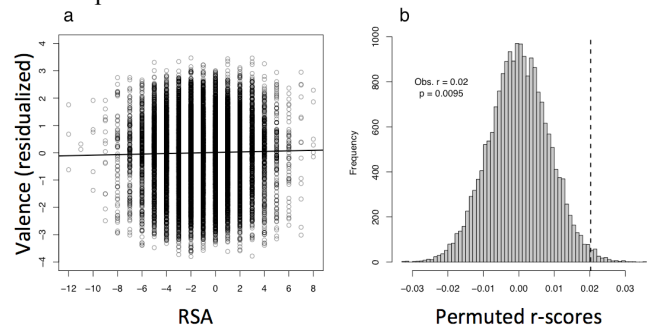 a
b
Valence (residualized)
4
3
2
1
0
−1
−2
−3
−4
−12 −10 −8 −6 −4 −2 0 2 4 6 8
RSA
Frequency
1000
800
600
400
200
0
Obs. r = 0.02
p = 0.0095
−0.03 −0.02 −0.01 0.00 0.01 0.02 0.03
Permuted r-scores